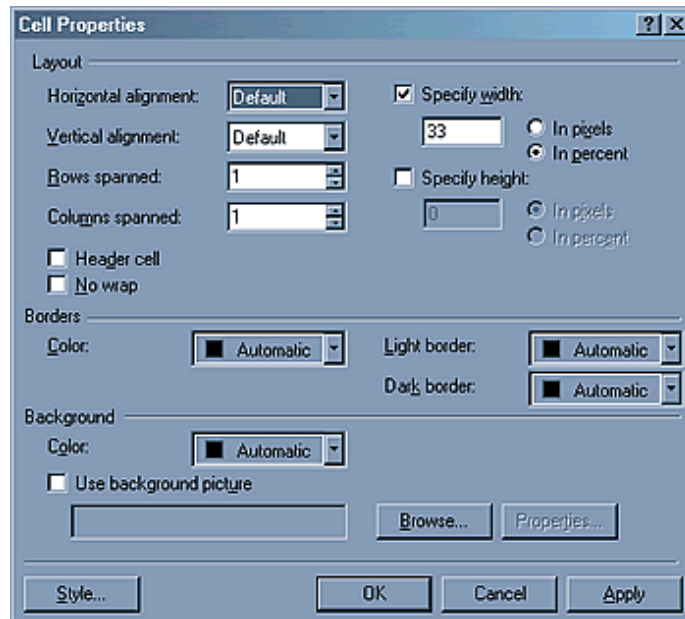 Cell Properties
Layout
Horizontal alignment: Default
Specify width:
Vertical alignment: Default
33
In pixels
In percent
Rows spanned: 1
Specify height:
Columns spanned: 1
0
In pixels
In percent
Header cell
No wrap
Borders
Color: Automatic
Light border: Automatic
Dark border: Automatic
Background
Color: Automatic
Use background picture
Browse... Properties...
Style... OK Cancel Apply